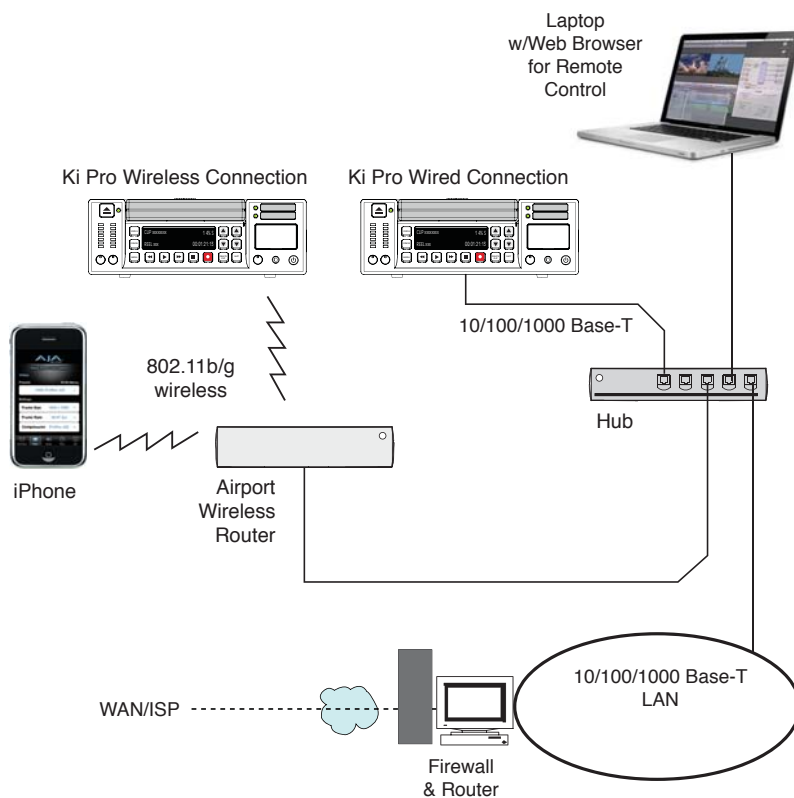 Laptop
w/Web Browser
for Remote
Control
Ki Pro Wireless Connection
Ki Pro Wired Connection
10/100/1000 Base-T
802.11b/g
wireless
Hub
iPhone
AJA
Airport
Wireless
Router
10/100/1000 Base-T
LAN
WAN/ISP
Firewall
& Router